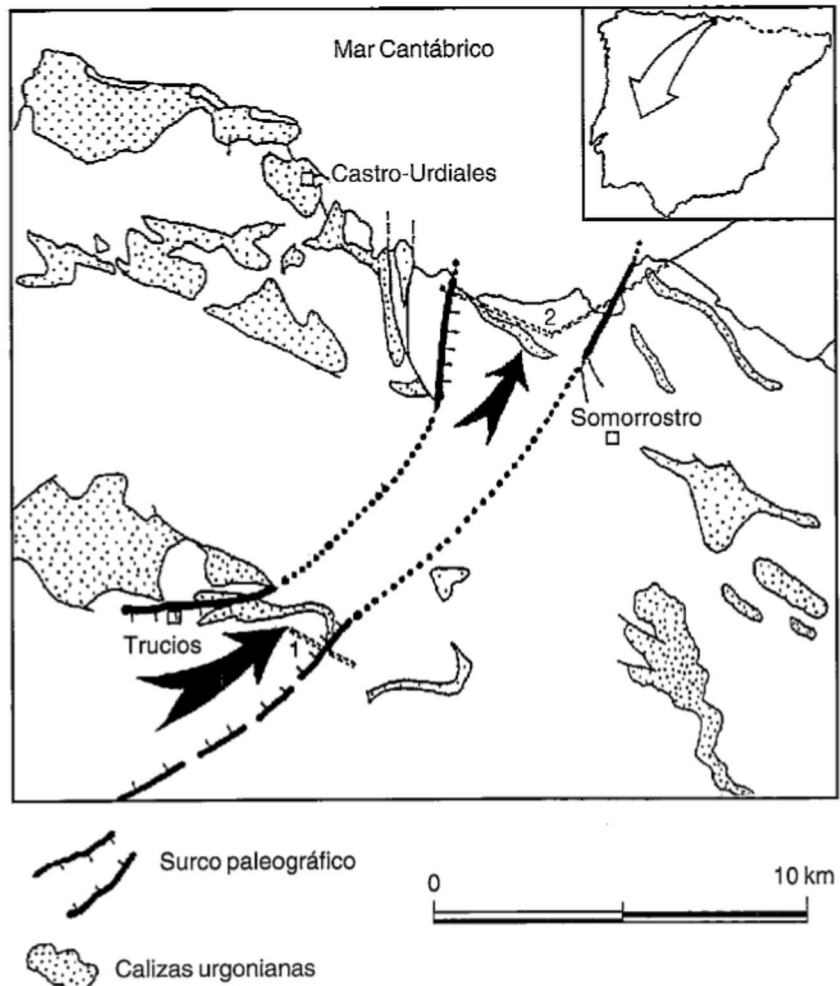 Mar Cantábrico
Castro-Urdiales
2
Somorrostro
Trucios
1
Surco paleográfico
0
10 km
Calizas urgonianas